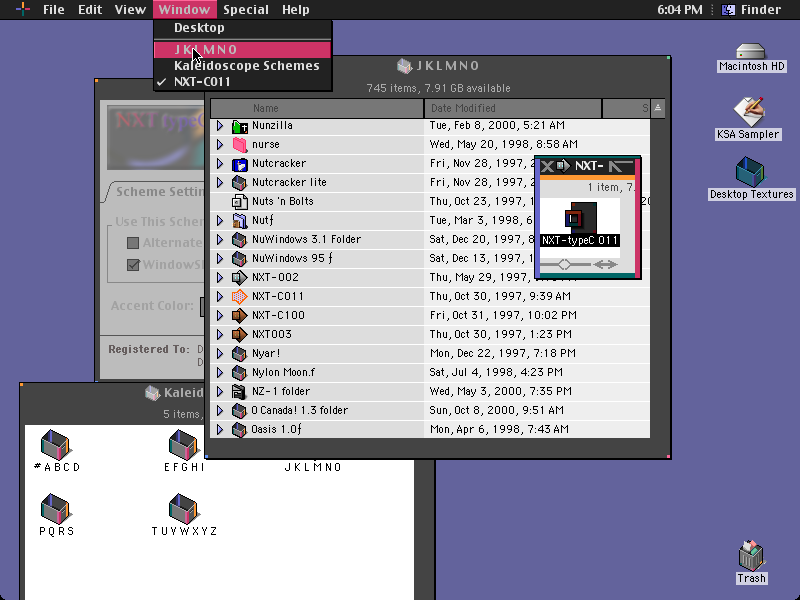 File Edit View Window Special Help 6:04 PM Finder
Desktop
JKLMNO
Kaleidoscope Schemes
✓ NXT-C011
JKLMNO
745 items, 7.91 GB available
Name Date Modified S
Nunzilla Tue, Feb 8, 2000, 5:21 AM
nurse Wed, May 20, 1998, 8:58 AM
Nutcracker Fri, Nov 28, 1997,
Nutcracker lite Fri, Nov 28, 1997,
Nuts 'n Bolts Thu, Oct 23, 1997,
Nutƒ Tue, Mar 3, 1998,
NuWindows 3.1 Folder Sat, Dec 20, 1997,
NuWindows 95 ƒ Sat, Dec 13, 1997,
NXT-002 Thu, May 29, 1997,
NXT-C011 Thu, Oct 30, 1997, 9:39 AM
NXT-C100 Fri, Oct 31, 1997, 10:02 PM
NXT003 Thu, Oct 30, 1997, 1:23 PM
Nyar! Mon, Dec 22, 1997, 7:18 PM
Nylon Moon.f Sat, Jul 4, 1998, 4:23 PM
NZ-1 folder Wed, May 3, 2000, 7:35 PM
O Canada! 1.3 folder Sun, Oct 8, 2000, 9:51 AM
Oasis 1.0ƒ Mon, Apr 6, 1998, 7:43 AM
NXT-
1 item, 7.
NXT-typeC 011
NXT typeC
Scheme Settin
Use This Schem
Alternate
WindowSh
Accent Color:
Registered To: D
D
Kaleid
5 items,
#ABCD EFGHI JKLMNO
PQRS TUVWXYZ
Macintosh HD
KSA Sampler
Desktop Textures
Trash